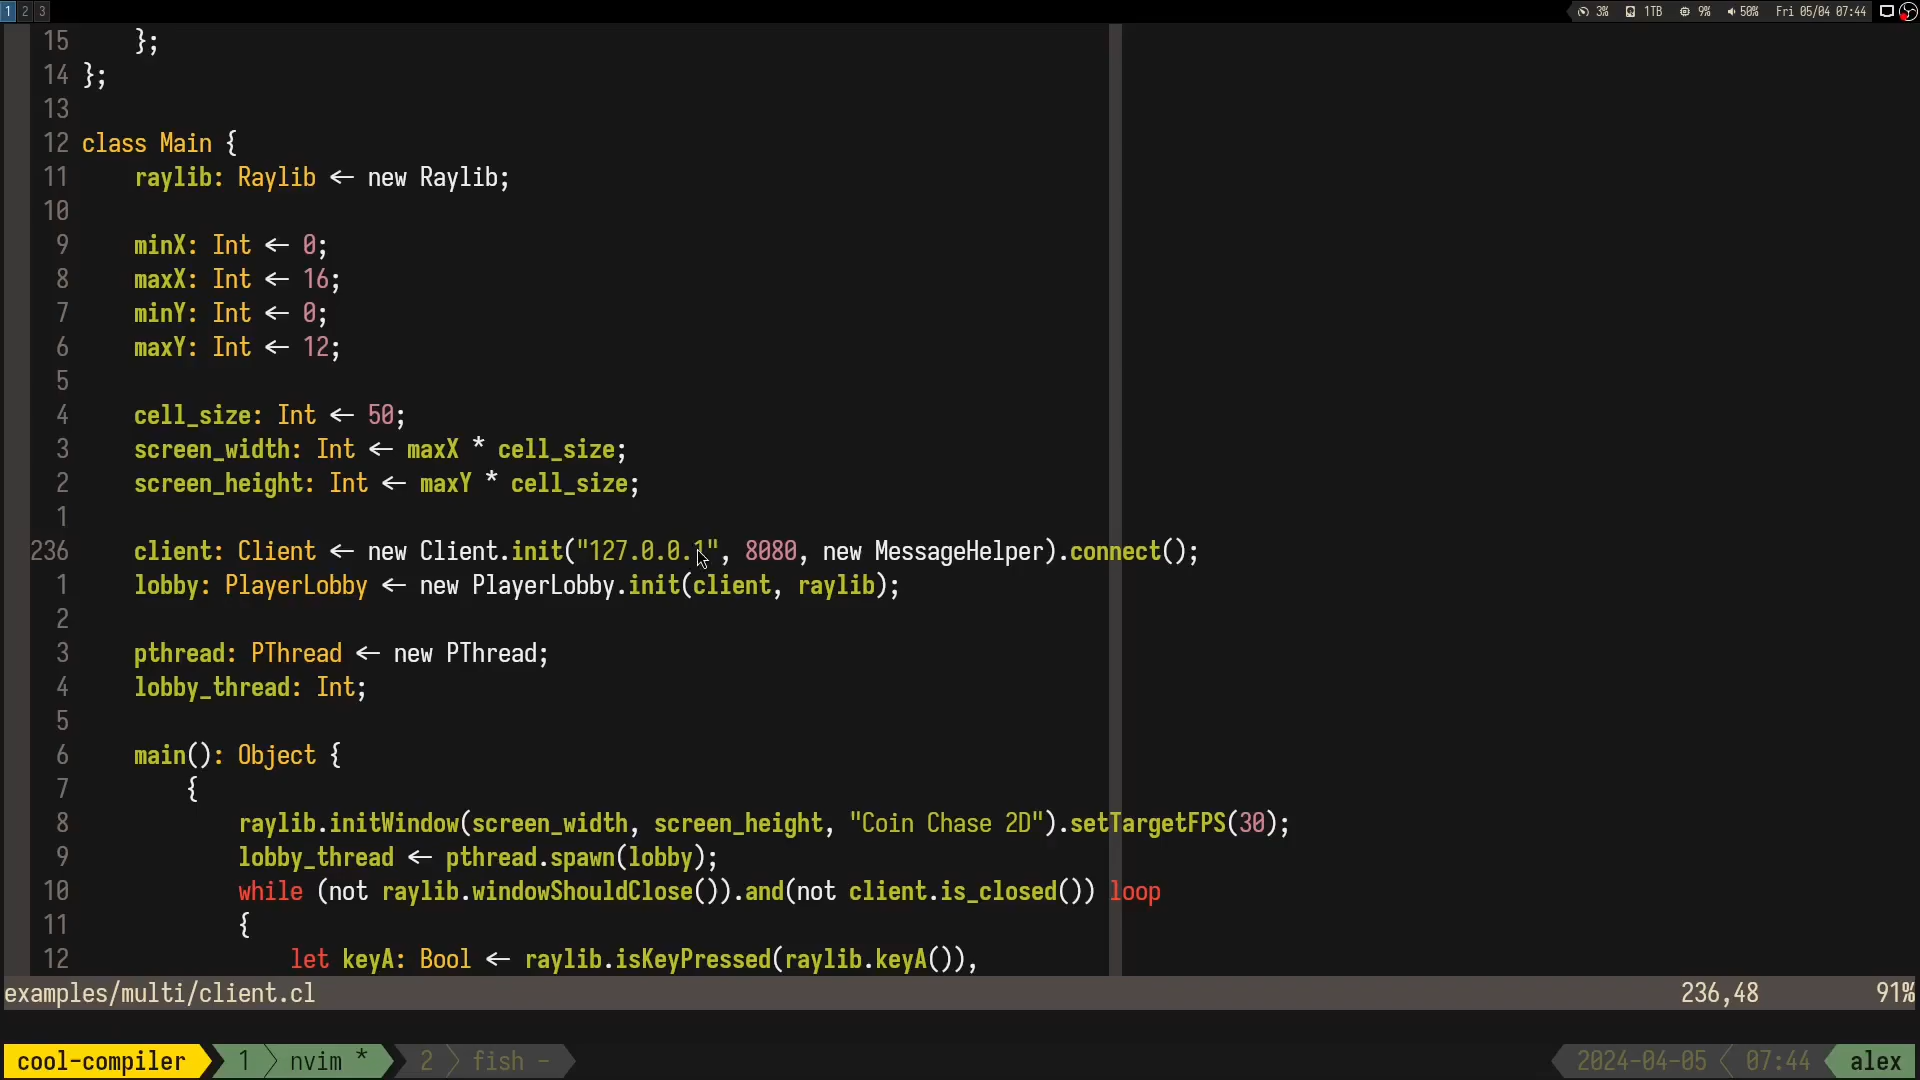 1 2 3 3% 1TB 9% 50% Fri 05/04 07:44
15 };
14 };
13
12 class Main {
11 raylib: Raylib <- new Raylib;
10
9 minX: Int <- 0;
8 maxX: Int <- 16;
7 minY: Int <- 0;
6 maxY: Int <- 12;
5
4 cell_size: Int <- 50;
3 screen_width: Int <- maxX * cell_size;
2 screen_height: Int <- maxY * cell_size;
1
236 client: Client <- new Client.init("127.0.0.1", 8080, new MessageHelper).connect();
1 lobby: PlayerLobby <- new PlayerLobby.init(client, raylib);
2
3 pthread: PThread <- new PThread;
4 lobby_thread: Int;
5
6 main(): Object {
7 {
8 raylib.initWindow(screen_width, screen_height, "Coin Chase 2D").setTargetFPS(30);
9 lobby_thread <- pthread.spawn(lobby);
10 while (not raylib.windowShouldClose()).and(not client.is_closed()) loop
11 {
12 let keyA: Bool <- raylib.isKeyPressed(raylib.keyA()),
examples/multi/client.cl 236,48 91%
cool-compiler 1 nvim * 2 fish - 2024-04-05 07:44 alex